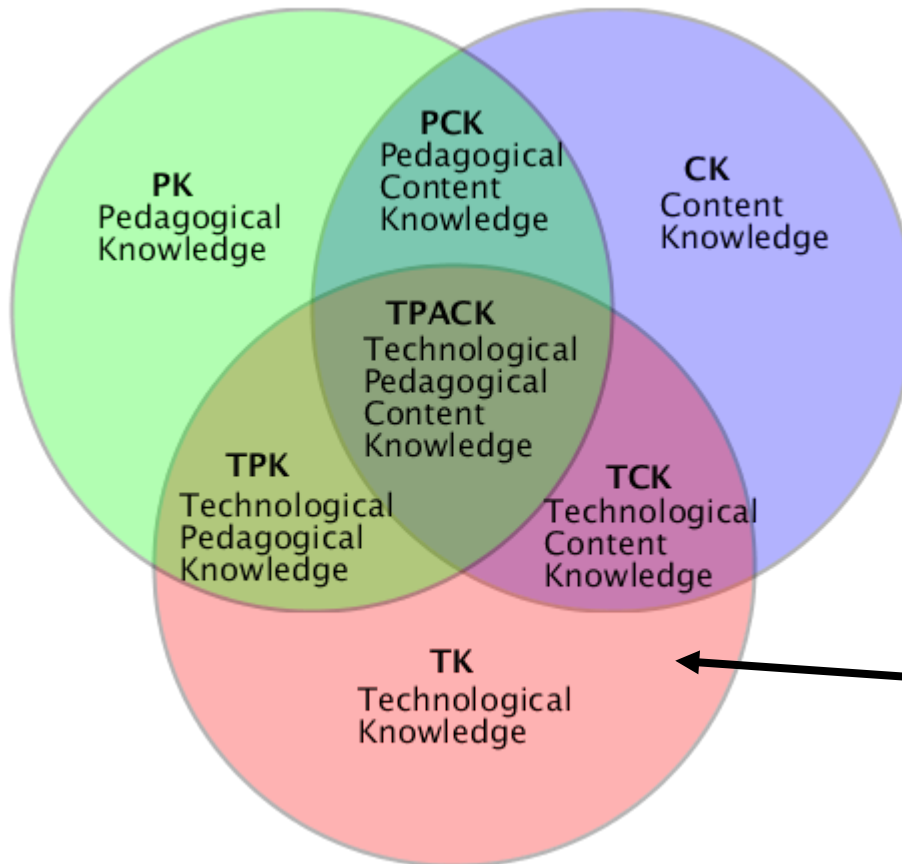 PCK
Pedagogical
Content
Knowledge
PK
Pedagogical
Knowledge
CK
Content
Knowledge
TPACK
Technological
Pedagogical
Content
Knowledge
TPK
Technological
Pedagogical
Knowledge
TCK
Technological
Content
Knowledge
TK
Technological
Knowledge